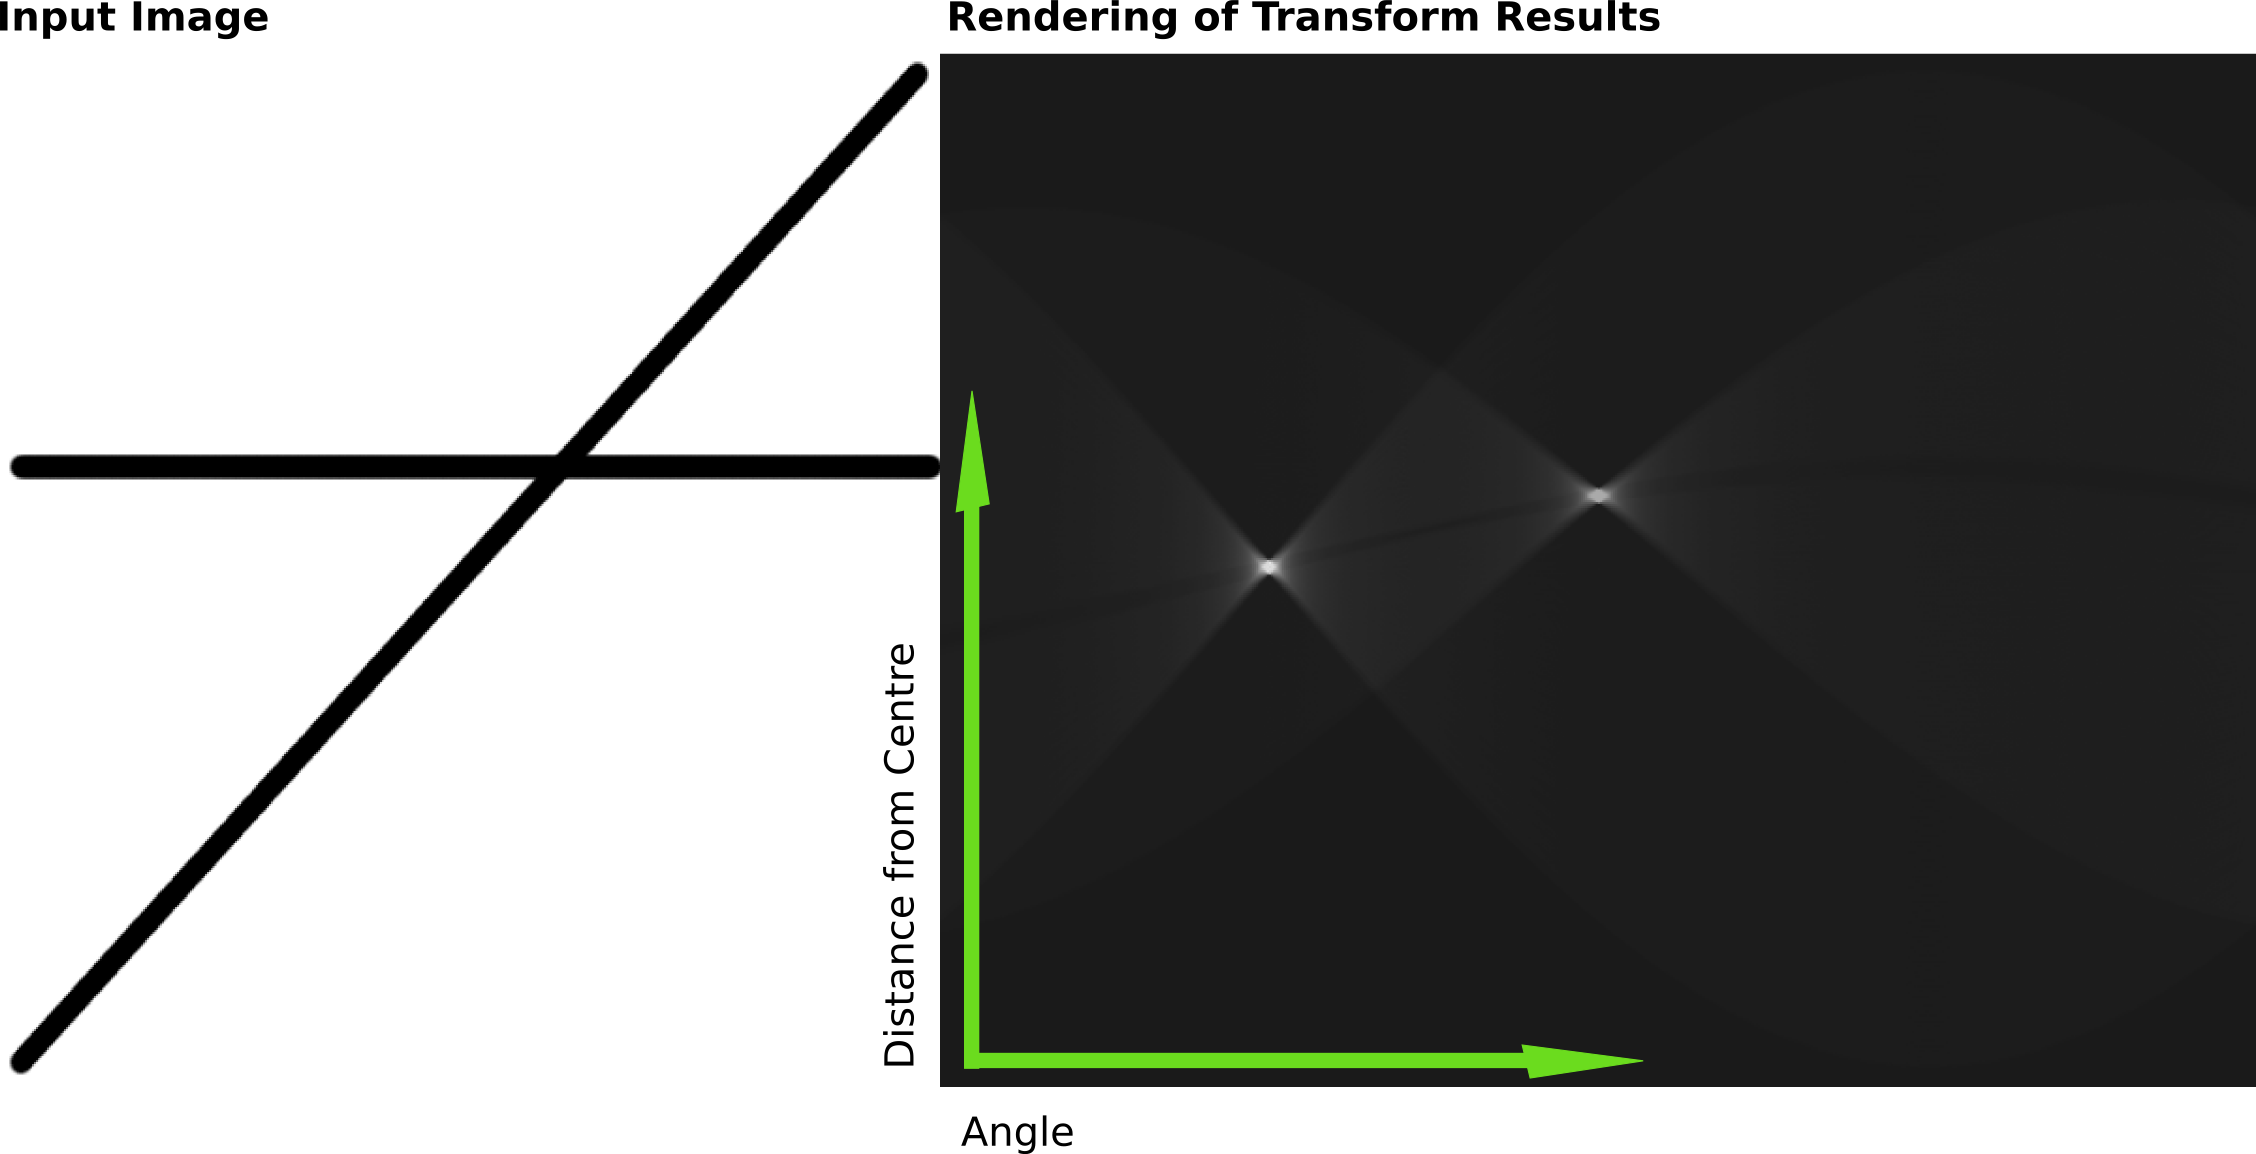 Input Image
Rendering of Transform Results
Distance from Centre
Angle